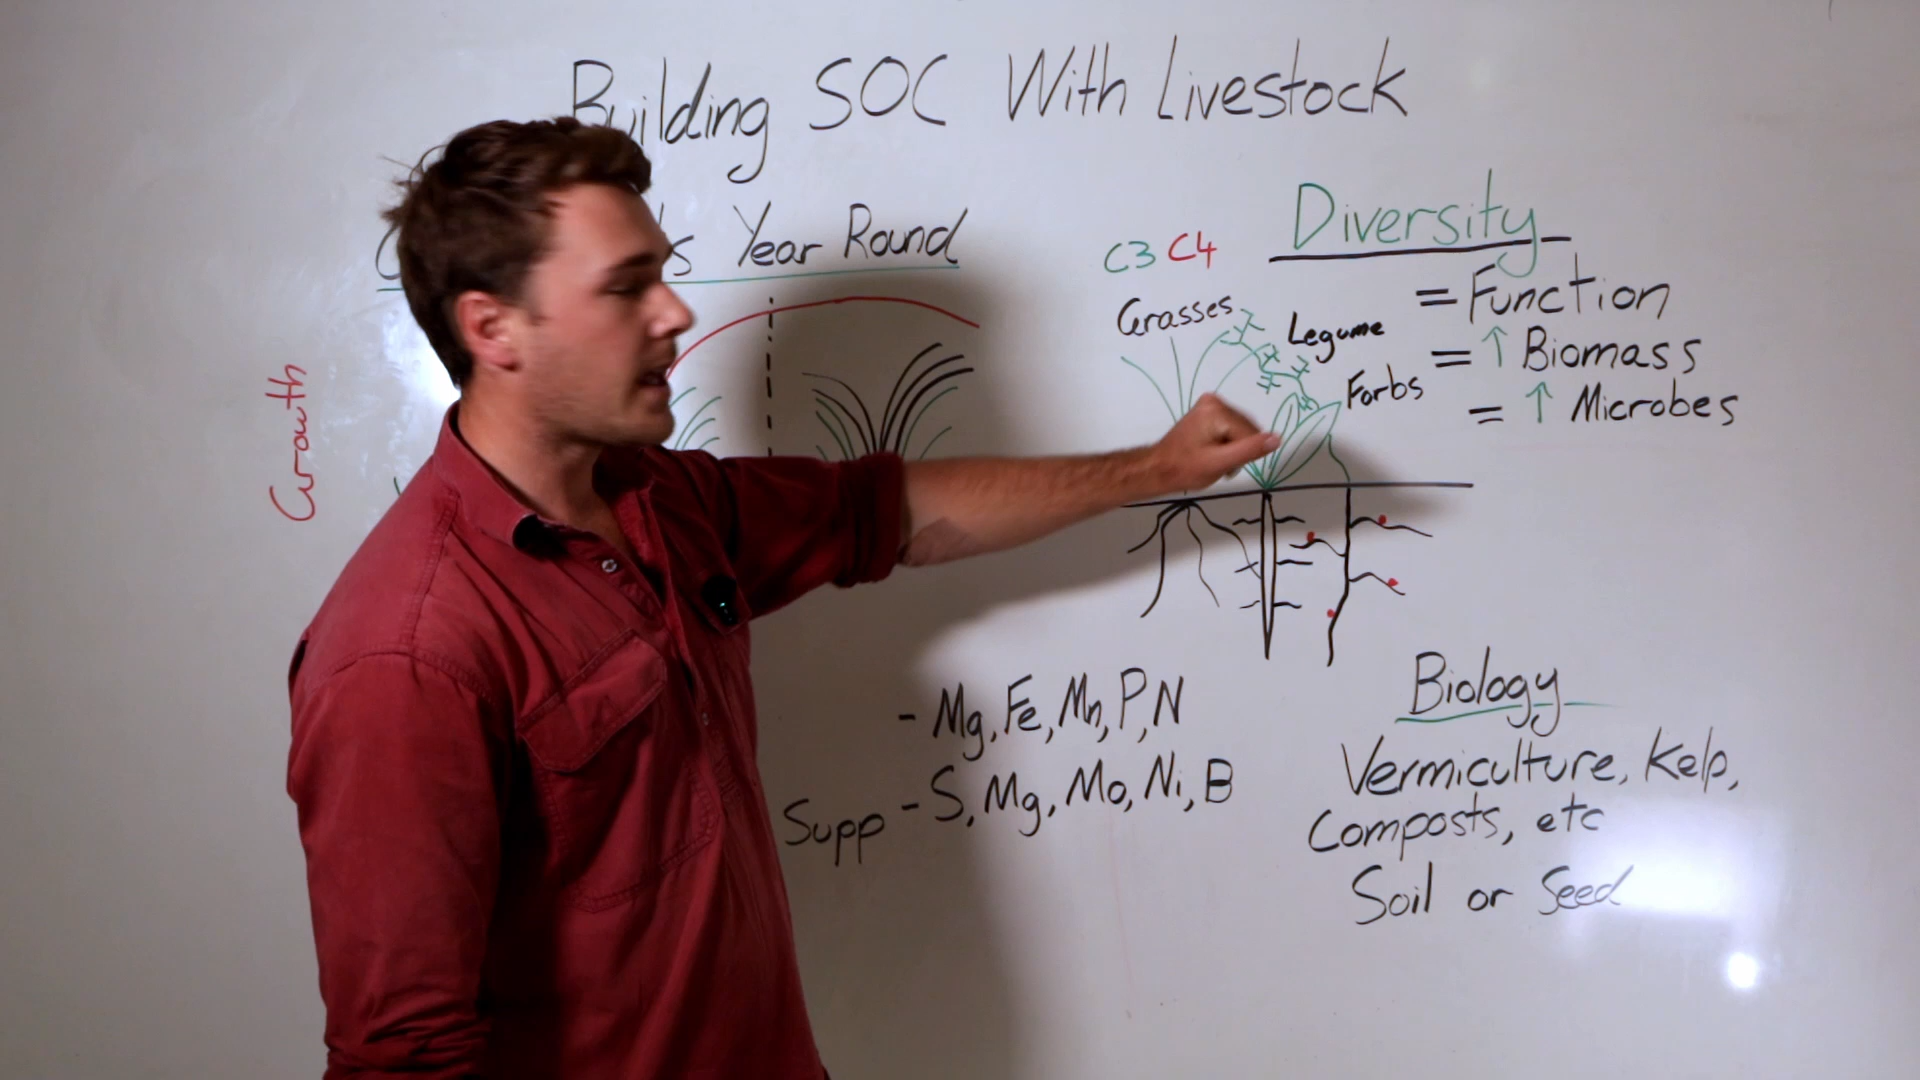 Building SOC With Livestock
Year Round
Growth
C3 C4
Diversity
= Function
= ↑ Biomass
= ↑ Microbes
Grasses
Legume
Forbs
- Mg, Fe, Mn, P, N
Supp - S, Mg, Mo, Ni, B
Biology
Vermiculture, Kelp,
Composts, etc
Soil or Seed